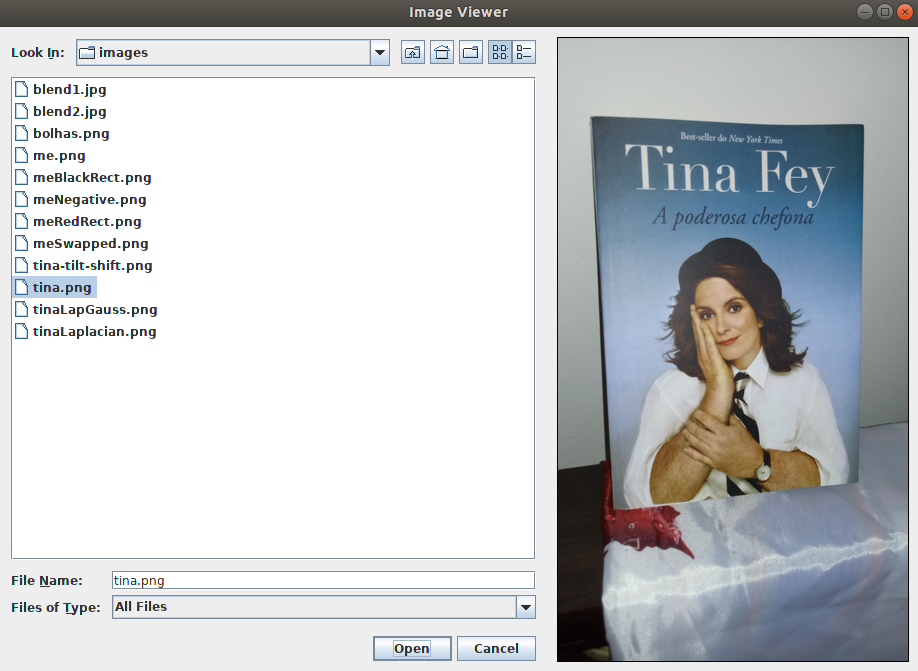 Image Viewer
Look In: images
blend1.jpg
blend2.jpg
bolhas.png
me.png
meBlackRect.png
meNegative.png
meRedRect.png
meSwapped.png
tina-tilt-shift.png
tina.png
tinaLapGauss.png
tinaLaplacian.png
File Name: tina.png
Files of Type: All Files
Open Cancel
Best-seller do New York Times
Tina Fey
A poderosa chefona